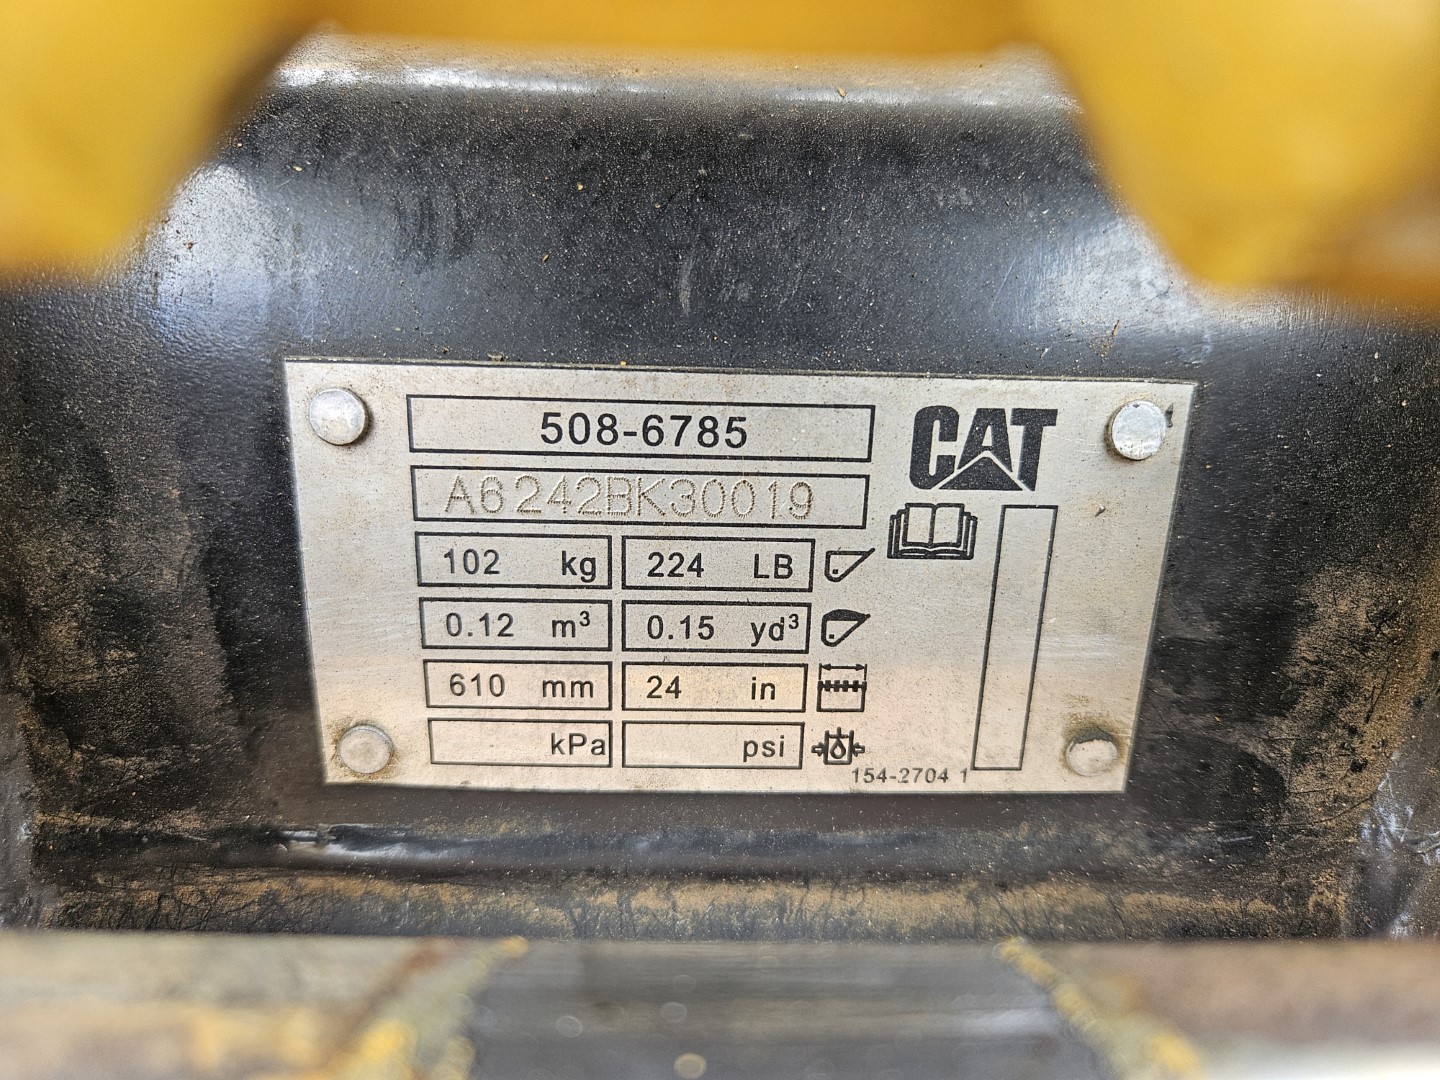 508-6785
CAT
A6242BK30019
102 kg 224 LB
0.12 m³ 0.15 yd³
610 mm 24 in
kPa psi
154-2704 1